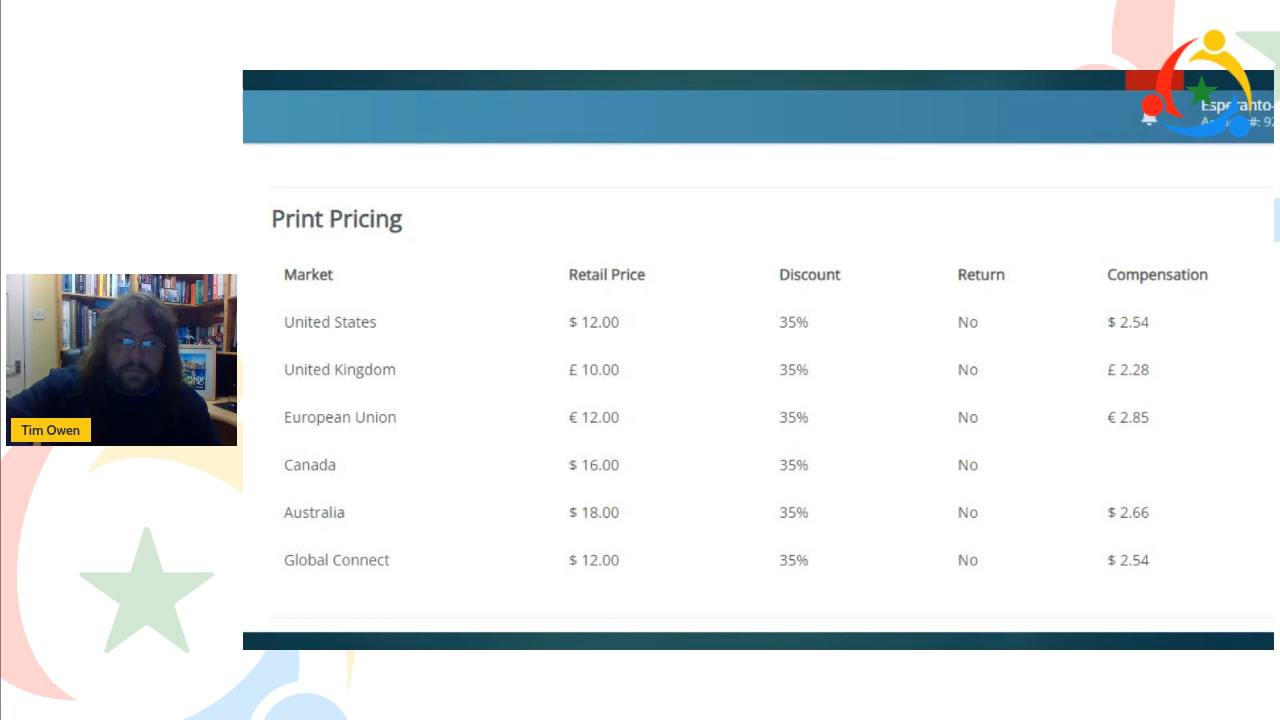 Esperanto-
#: 92
Print Pricing
Market Retail Price Discount Return Compensation
United States $ 12.00 35% No $ 2.54
United Kingdom £ 10.00 35% No £ 2.28
European Union € 12.00 35% No € 2.85
Canada $ 16.00 35% No
Australia $ 18.00 35% No $ 2.66
Global Connect $ 12.00 35% No $ 2.54
Tim Owen